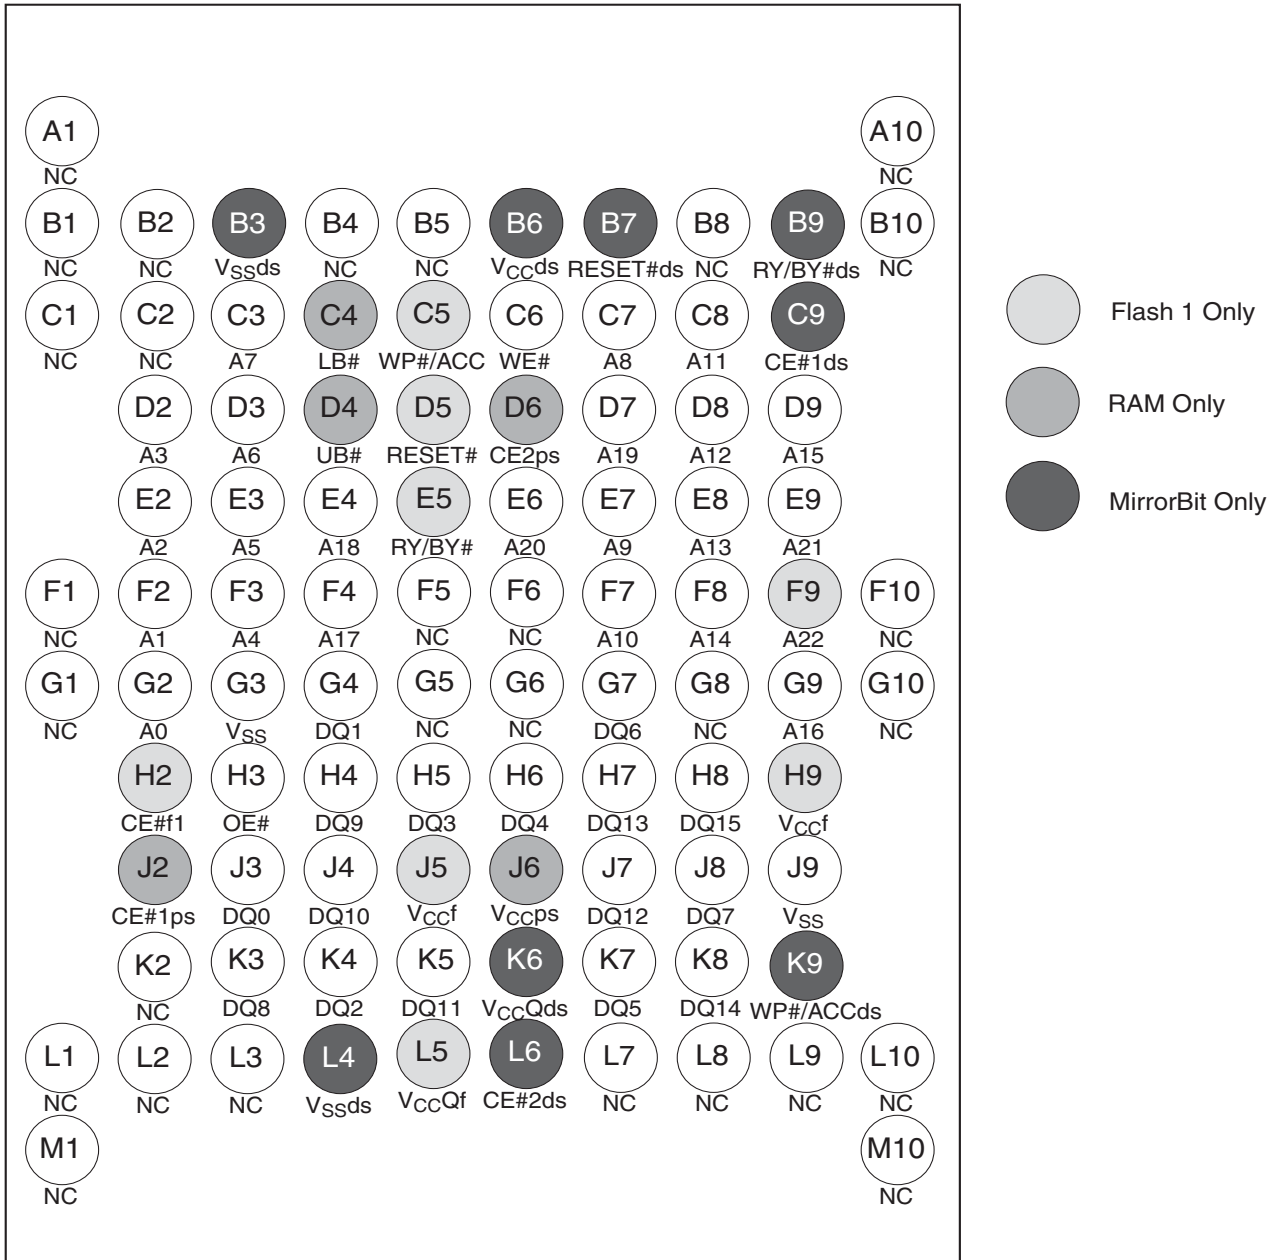 A1 A10
NC NC
B1 B2 B3 B4 B5 B6 B7 B8 B9 B10
NC NC VSSds NC NC VCCds RESET#ds NC RY/BY#ds NC
C1 C2 C3 C4 C5 C6 C7 C8 C9
NC NC A7 LB# WP#/ACC WE# A8 A11 CE#1ds
Flash 1 Only
D2 D3 D4 D5 D6 D7 D8 D9
A3 A6 UB# RESET# CE2ps A19 A12 A15
RAM Only
E2 E3 E4 E5 E6 E7 E8 E9
A2 A5 A18 RY/BY# A20 A9 A13 A21
MirrorBit Only
F1 F2 F3 F4 F5 F6 F7 F8 F9 F10
NC A1 A4 A17 NC NC A10 A14 A22 NC
G1 G2 G3 G4 G5 G6 G7 G8 G9 G10
NC A0 VSS DQ1 NC NC DQ6 NC A16 NC
H2 H3 H4 H5 H6 H7 H8 H9
CE#f1 OE# DQ9 DQ3 DQ4 DQ13 DQ15 VCCf
J2 J3 J4 J5 J6 J7 J8 J9
CE#1ps DQ0 DQ10 VCCf VCCps DQ12 DQ7 VSS
K2 K3 K4 K5 K6 K7 K8 K9
NC DQ8 DQ2 DQ11 VCCQds DQ5 DQ14 WP#/ACCds
L1 L2 L3 L4 L5 L6 L7 L8 L9 L10
NC NC NC VSSds VCCQf CE#2ds NC NC NC NC
M1 M10
NC NC